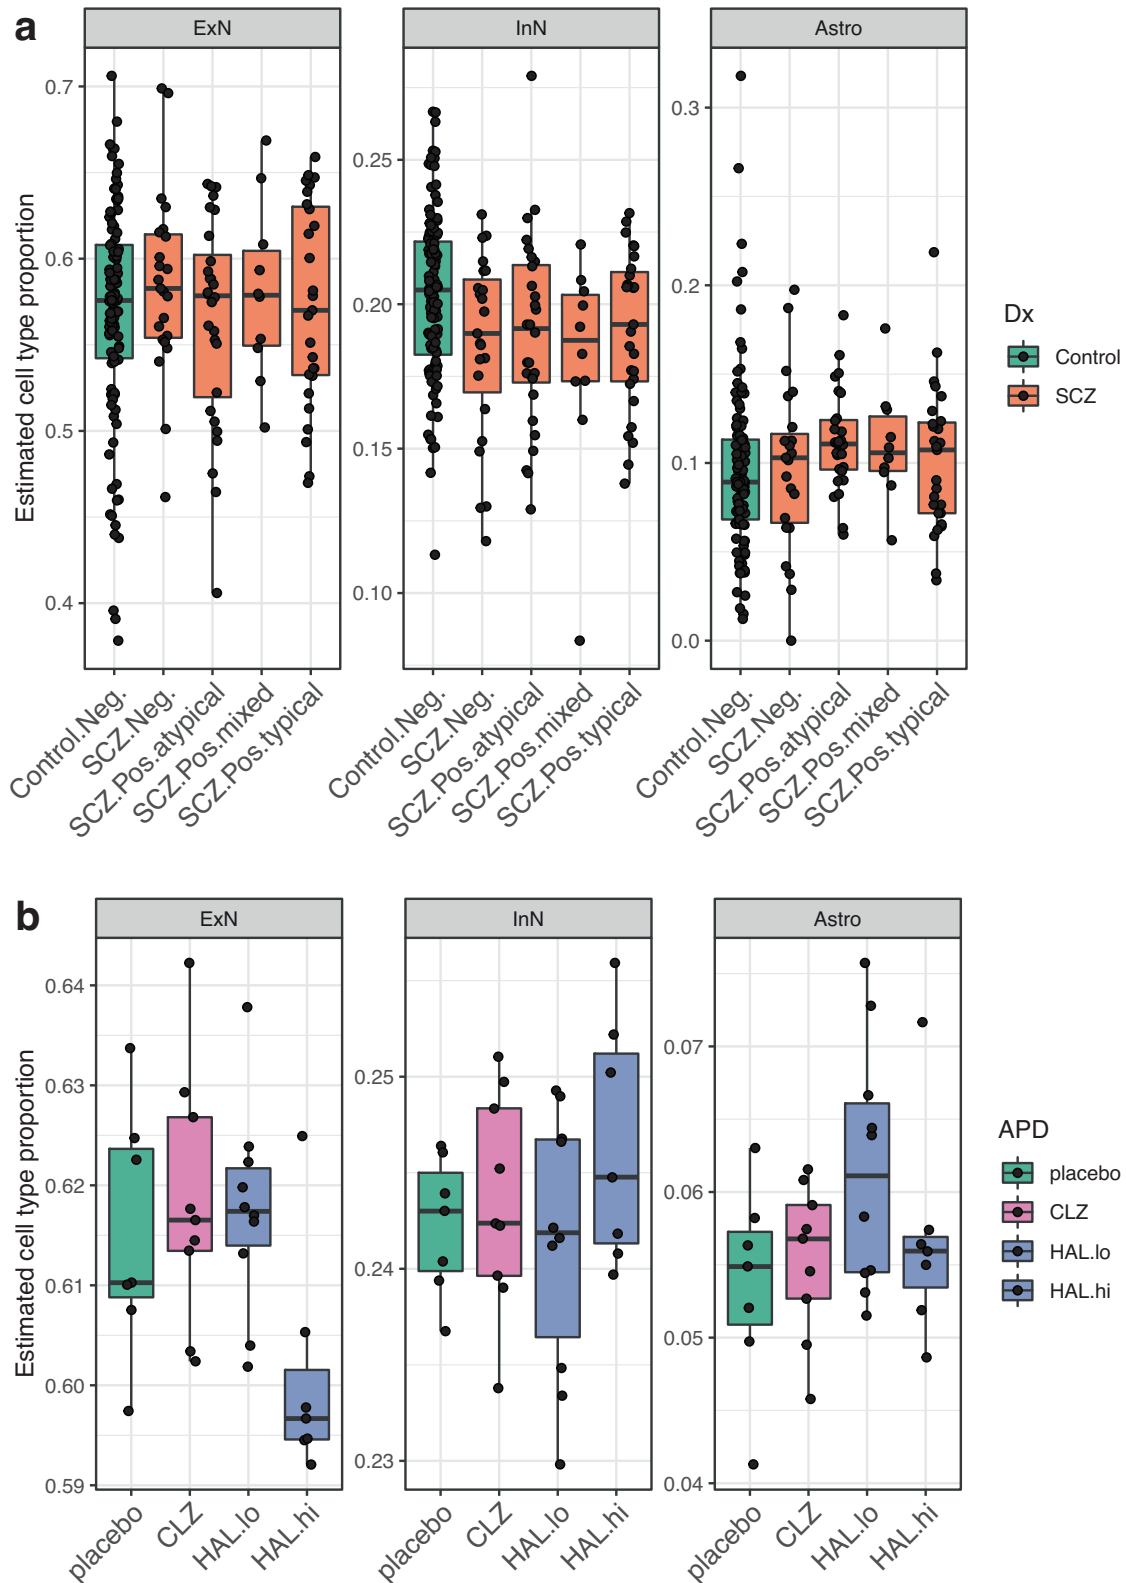 a
ExN
InN
Astro
Estimated cell type proportion
0.7
0.6
0.5
0.4
0.25
0.20
0.15
0.10
0.3
0.2
0.1
0.0
Control.Neg.
SCZ.Neg.
SCZ.Pos.atypical
SCZ.Pos.mixed
SCZ.Pos.typical
Control.Neg.
SCZ.Neg.
SCZ.Pos.atypical
SCZ.Pos.mixed
SCZ.Pos.typical
Control.Neg.
SCZ.Neg.
SCZ.Pos.atypical
SCZ.Pos.mixed
SCZ.Pos.typical
Dx
Control
SCZ
b
ExN
InN
Astro
Estimated cell type proportion
0.64
0.63
0.62
0.61
0.60
0.59
0.25
0.24
0.23
0.07
0.06
0.05
0.04
placebo
CLZ
HAL.lo
HAL.hi
placebo
CLZ
HAL.lo
HAL.hi
placebo
CLZ
HAL.lo
HAL.hi
APD
placebo
CLZ
HAL.lo
HAL.hi